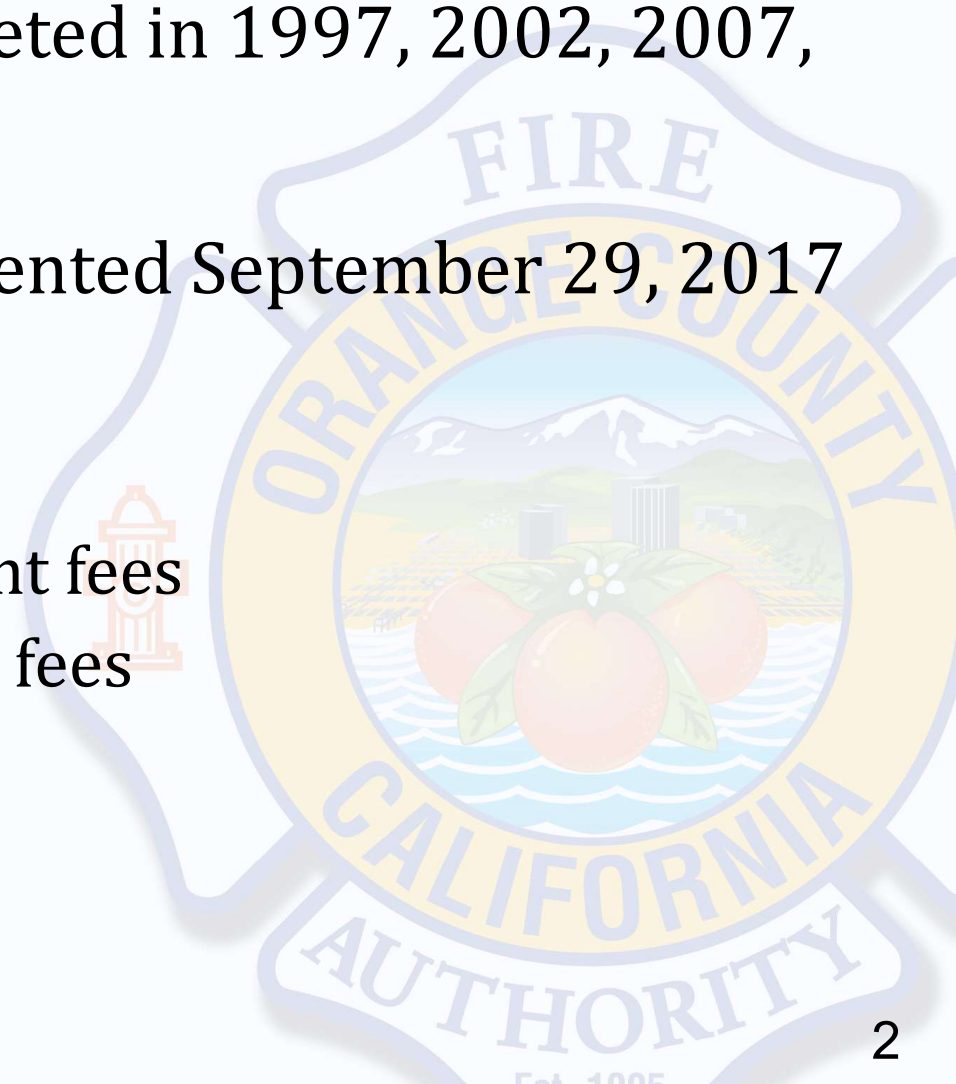 eted in 1997, 2002, 2007,
FIRE
ented September 29, 2017
ORANGE COUNTY
nt fees
fees
CALIFORNIA
AUTHORITY
2